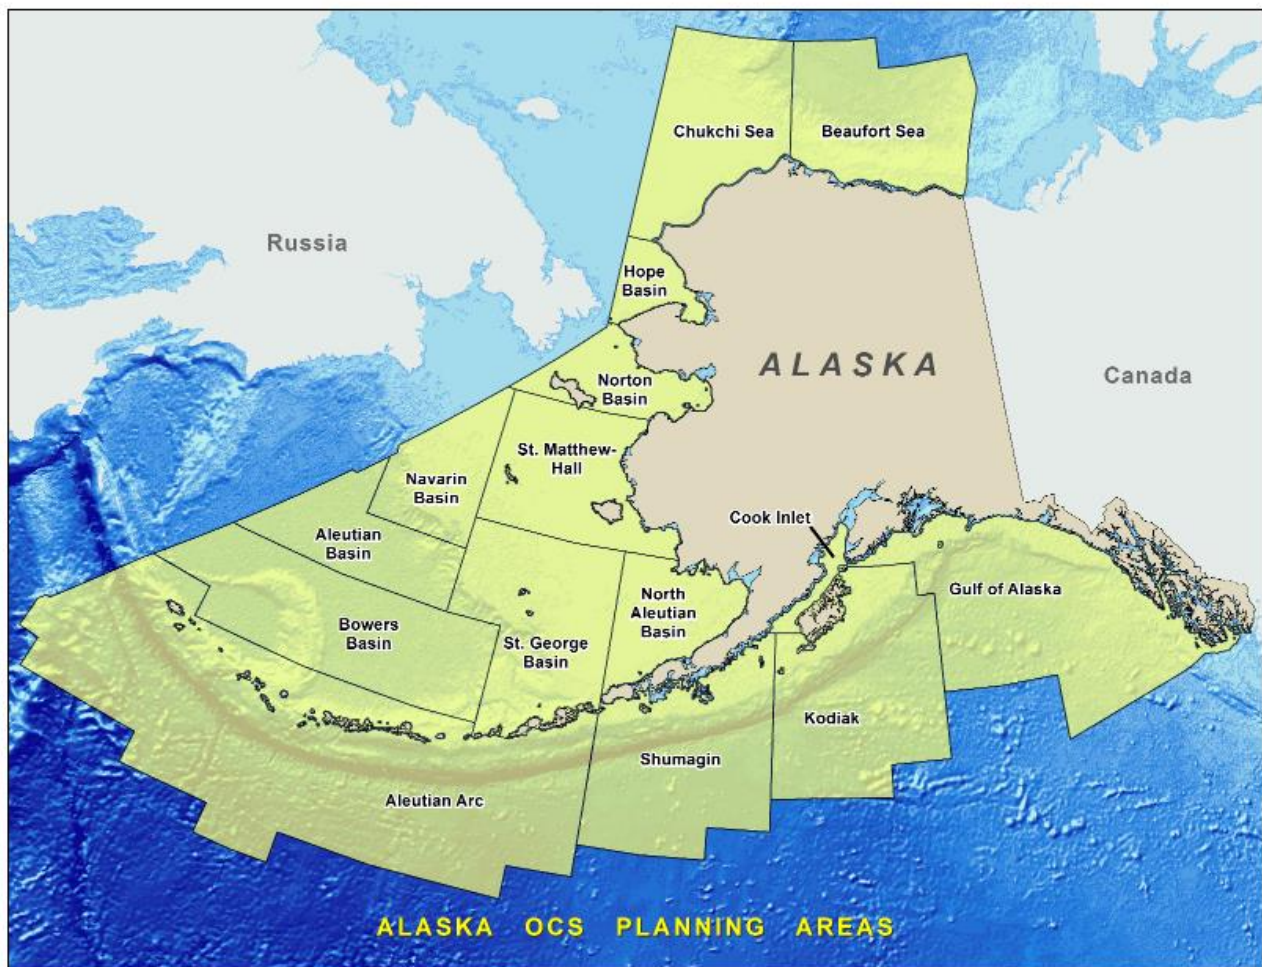 Chukchi Sea
Beaufort Sea
Russia
Hope
Basin
ALASKA
Canada
Norton
Basin
St. Matthew-
Hall
Navarin
Basin
Cook Inlet
Aleutian
Basin
Gulf of Alaska
North
Aleutian
Basin
Bowers
Basin
St. George
Basin
Kodiak
Shumagin
Aleutian Arc
ALASKA OCS PLANNING AREAS